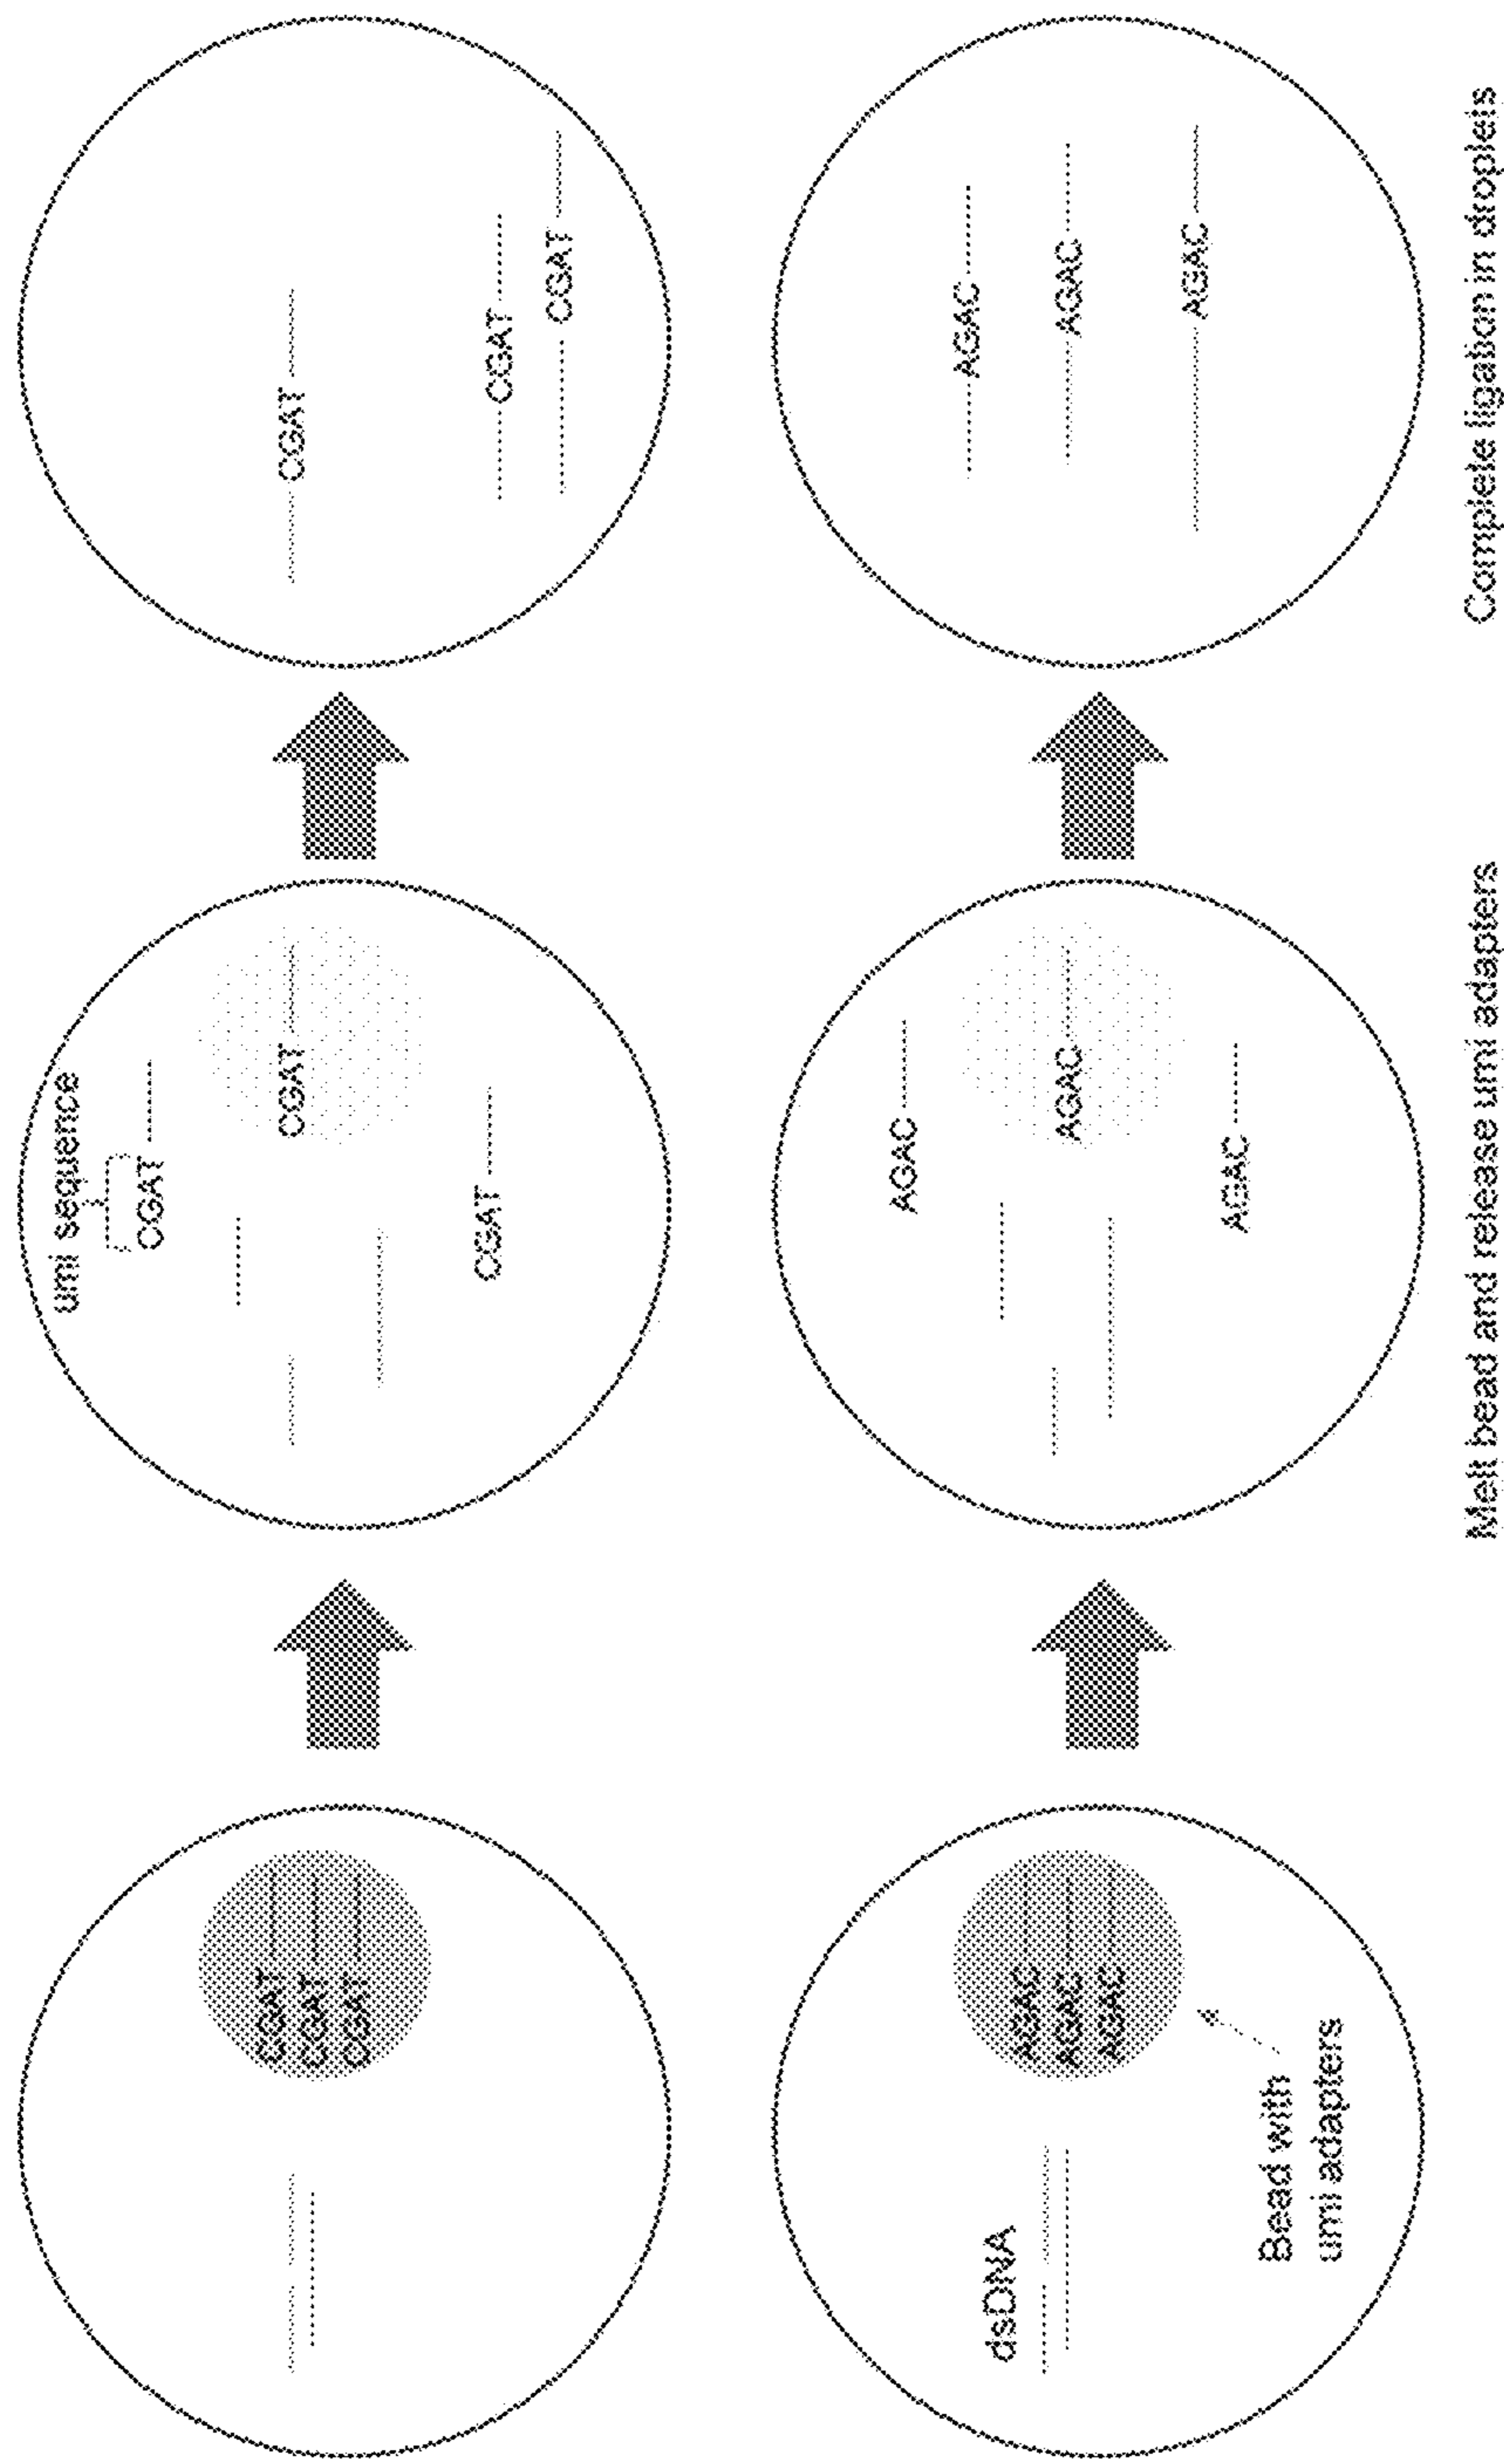 CGAT
CGAT
CGAT
umi sequence
CGAT
CGAT
CGAT
CGAT
CGAT
CGAT
dsDNA
AGAC
AGAC
AGAC
Bead with
umi adapters
AGAC
AGAC
AGAC
AGAC
AGAC
AGAC
Melt bead and release umi adapters
Complete ligation in droplets